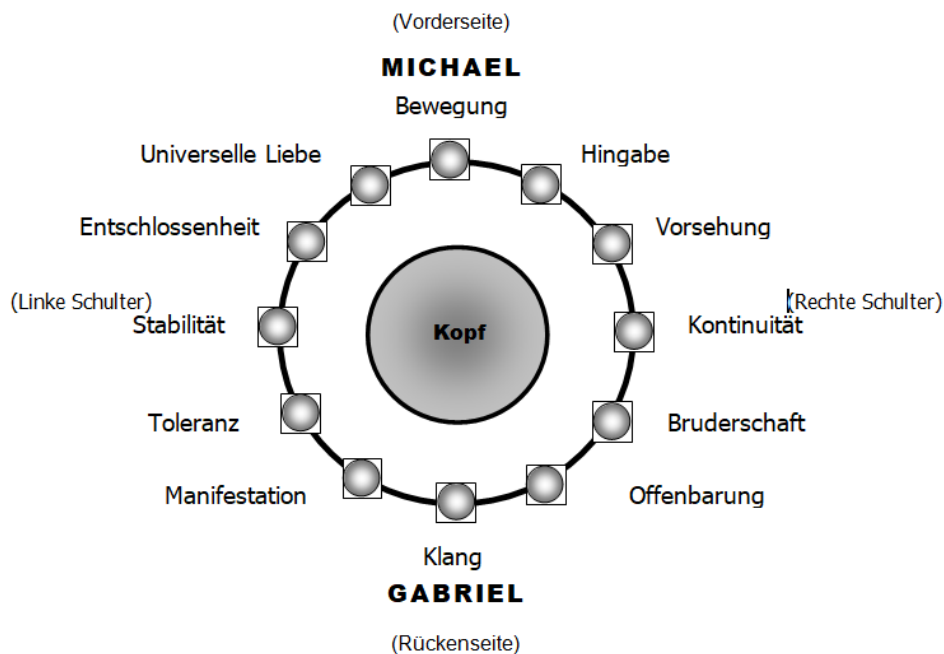 (Vorderseite)
MICHAEL
Bewegung
Universelle Liebe
Hingabe
Entschlossenheit
Vorsehung
(Linke Schulter)
(Rechte Schulter)
Stabilität
Kopf
Kontinuität
Toleranz
Bruderschaft
Manifestation
Offenbarung
Klang
GABRIEL
(Rückenseite)